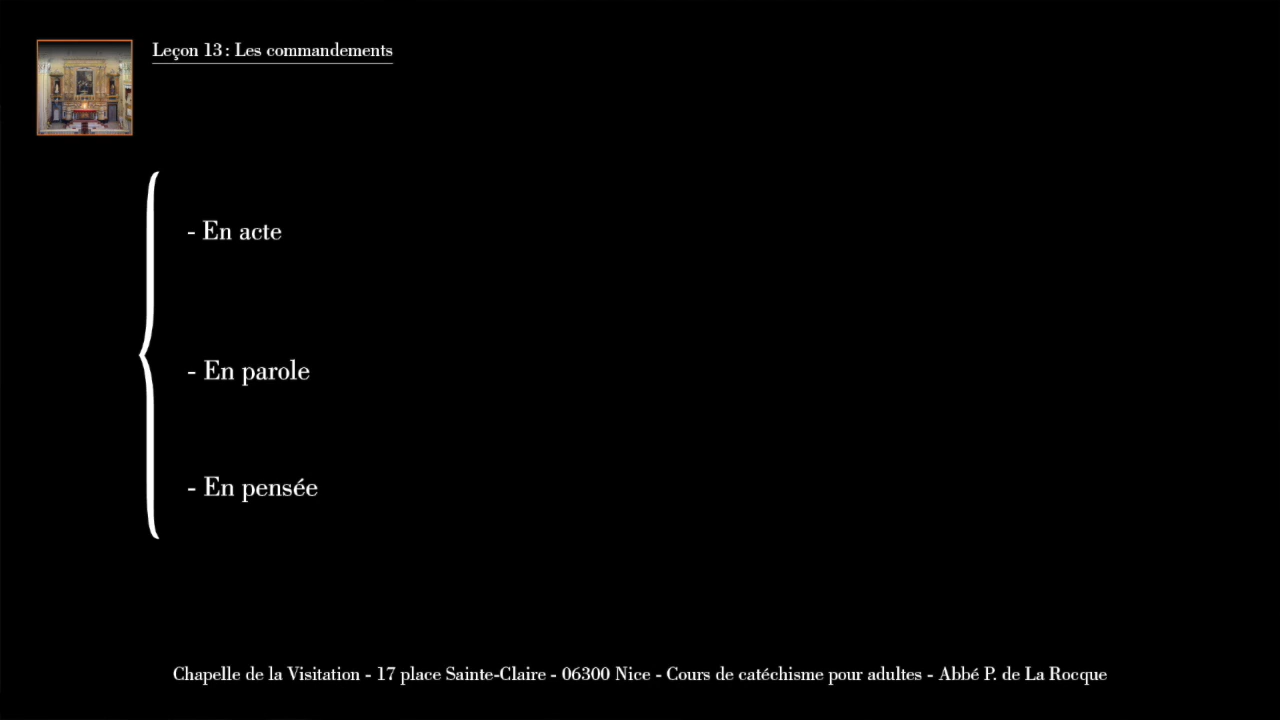 Leçon 13 : Les commandements
- En acte
- En parole
- En pensée
Chapelle de la Visitation - 17 place Sainte-Claire - 06300 Nice - Cours de catéchisme pour adultes - Abbé P. de La Rocque